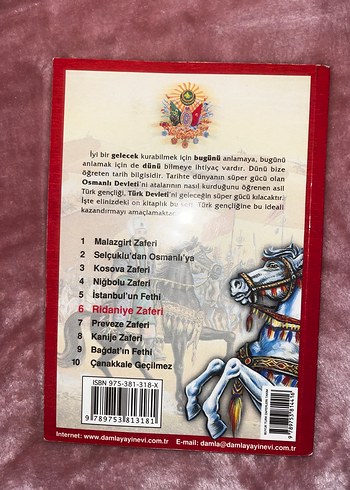 İyi bir gelecek kurabilmek için bugünü anlamaya, bugünü
anlamak için de dünü bilmeye ihtiyaç vardır. Dünü bize
öğreten tarih bilgisidir. Tarihte dünyanın süper gücü olan
Osmanlı Devleti'ni atalarının nasıl kurduğunu öğrenen asil
Türk gençliği, Türk Devleti'ni geleceğin süper gücü kılacaktır.
İşte elinizdeki on kitaplık bu seti, Türk gençliğine bu ideali
kazandırmayı amaçlamaktadır.
1 Malazgirt Zaferi
2 Selçuklu'dan Osmanlı'ya
3 Kosova Zaferi
4 Niğbolu Zaferi
5 İstanbul'un Fethi
6 Ridaniye Zaferi
7 Preveze Zaferi
8 Kanije Zaferi
9 Bağdat'ın Fethi
10 Çanakkale Geçilmez
ISBN 975-381-318-X
9 789753 813181
Internet: www.damlayayinevi.com.tr E-mail: damla@damlayayinevi.com.tr